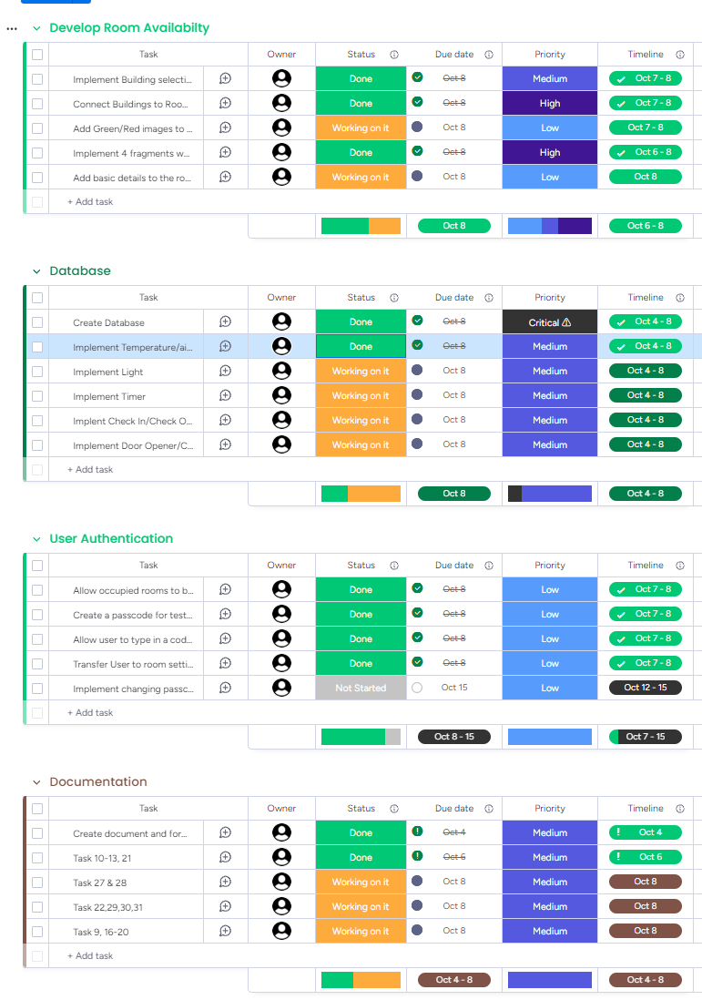 Develop Room Availabilty
Task Owner Status Due date Priority Timeline
Implement Building selecti... Done Oct 8 Medium Oct 7 - 8
Connect Buildings to Roo... Done Oct 8 High Oct 7 - 8
Add Green/Red images to ... Working on it Oct 8 Low Oct 7 - 8
Implement 4 fragments w... Done Oct 8 High Oct 6 - 8
Add basic details to the ro... Working on it Oct 8 Low Oct 8
+ Add task
Oct 8 Oct 6 - 8
Database
Task Owner Status Due date Priority Timeline
Create Database Done Oct 8 Critical Oct 4 - 8
Implement Temperature/ai... Done Oct 8 Medium Oct 4 - 8
Implement Light Working on it Oct 8 Medium Oct 4 - 8
Implement Timer Working on it Oct 8 Medium Oct 4 - 8
Implent Check In/Check O... Working on it Oct 8 Medium Oct 4 - 8
Implement Door Opener/C... Working on it Oct 8 Medium Oct 4 - 8
+ Add task
Oct 8 Oct 4 - 8
User Authentication
Task Owner Status Due date Priority Timeline
Allow occupied rooms to b... Done Oct 8 Low Oct 7 - 8
Create a passcode for test... Done Oct 8 Low Oct 7 - 8
Allow user to type in a cod... Done Oct 8 Low Oct 7 - 8
Transfer User to room setti... Done Oct 8 Low Oct 7 - 8
Implement changing passc... Not Started Oct 15 Low Oct 12 - 15
+ Add task
Oct 8 - 15 Oct 7 - 15
Documentation
Task Owner Status Due date Priority Timeline
Create document and for... Done Oct 4 Medium Oct 4
Task 10-13, 21 Done Oct 6 Medium Oct 6
Task 27 & 28 Working on it Oct 8 Medium Oct 8
Task 22,29,30,31 Working on it Oct 8 Medium Oct 8
Task 9, 16-20 Working on it Oct 8 Medium Oct 8
+ Add task
Oct 4 - 8 Oct 4 - 8